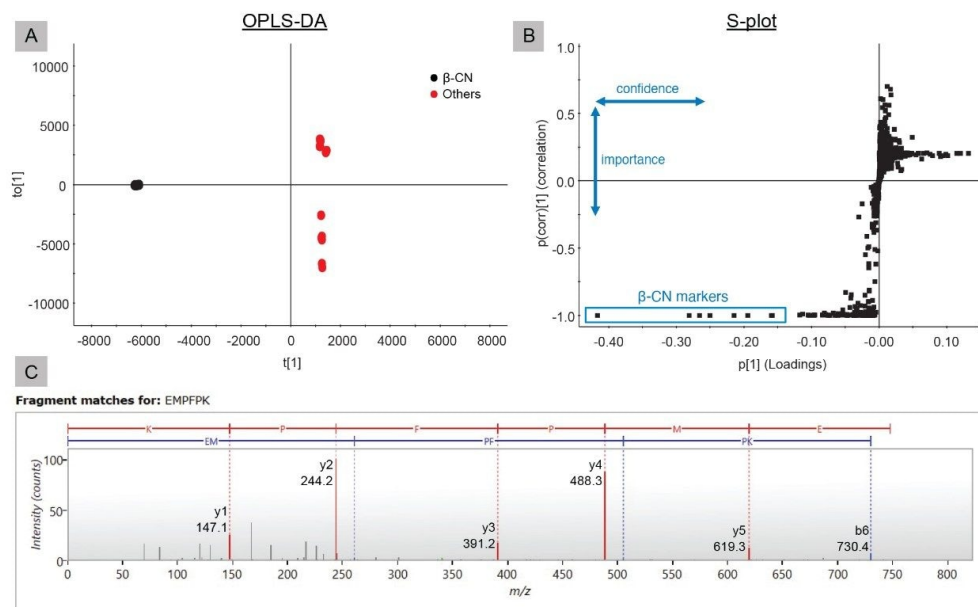 OPLS-DA
A
10000
5000
0
-5000
-10000
to[1]
β-CN
Others
-8000 -6000 -4000 -2000 0 2000 4000 6000 8000
t[1]
S-plot
B
1.0
0.5
0.0
-0.5
-1.0
p(corr)[1] (correlation)
confidence
importance
β-CN markers
-0.40 -0.30 -0.20 -0.10 -0.00 0.10
p[1] (Loadings)
C
Fragment matches for: EMPFPK
K P F P M E
EM PF PK
Intensity (counts)
100
50
0
y1
147.1
y2
244.2
y3
391.2
y4
488.3
y5
619.3
b6
730.4
0 50 100 150 200 250 300 350 400 450 500 550 600 650 700 750 800
m/z